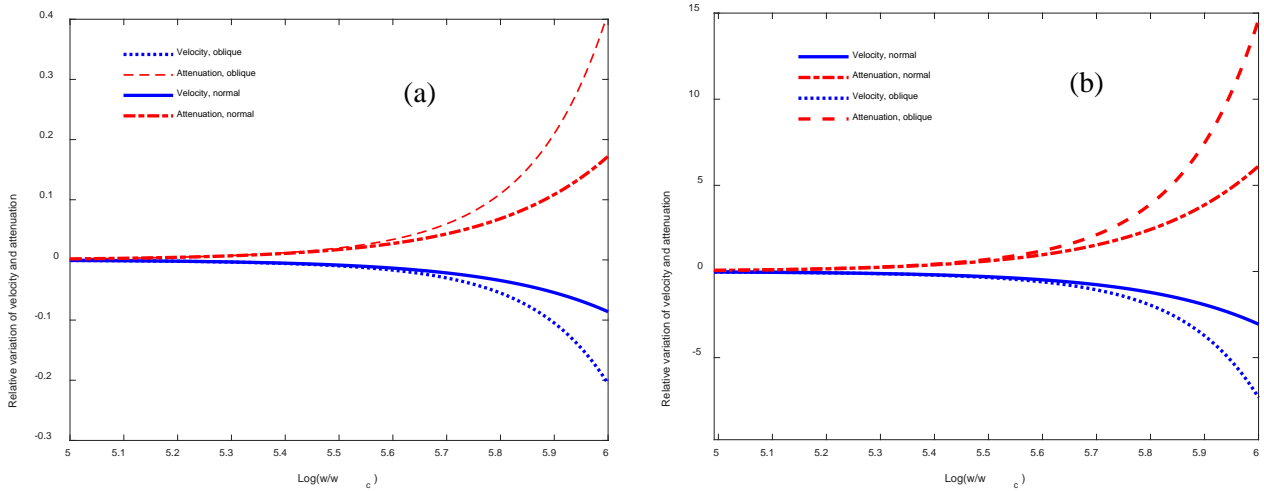 0.4
0.3
0.2
0.1
0
-0.1
-0.2
-0.3
Relative variation of velocity and attenuation
Velocity, oblique
Attenuation, oblique
Velocity, normal
Attenuation, normal
(a)
5 5.1 5.2 5.3 5.4 5.5 5.6 5.7 5.8 5.9 6
Log(w/w c)
15
10
5
0
-5
Relative variation of velocity and attenuation
Velocity, normal
Attenuation, normal
Velocity, oblique
Attenuation, oblique
(b)
5 5.1 5.2 5.3 5.4 5.5 5.6 5.7 5.8 5.9 6
Log(w/w c)